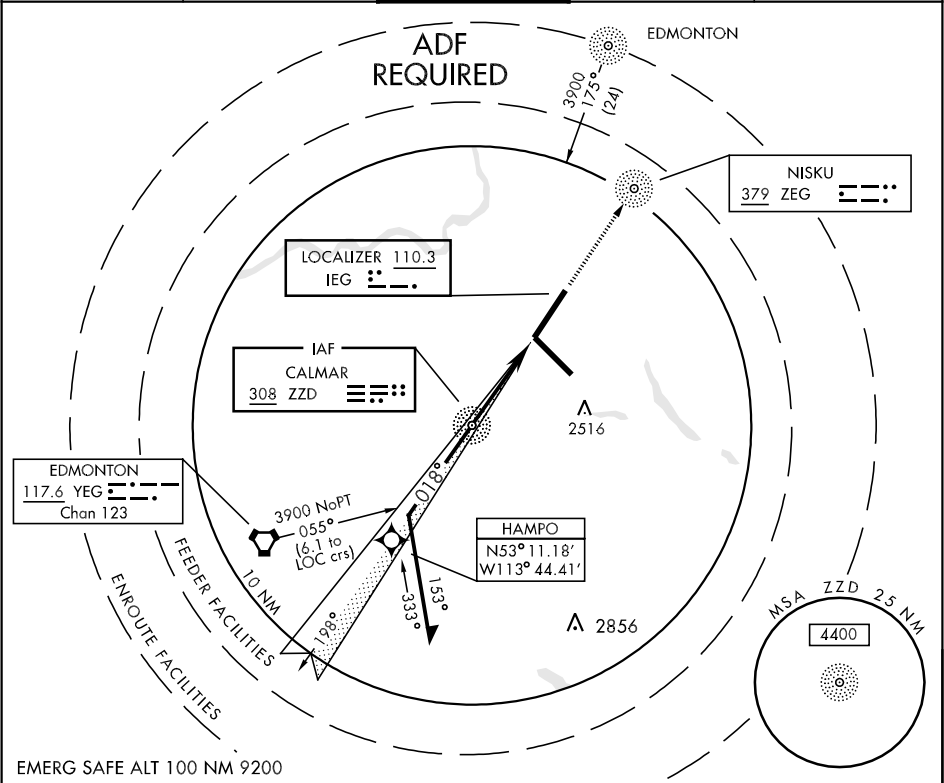 ADF
REQUIRED
EDMONTON
3900
175°
(24)
NISKU
379 ZEG
LOCALIZER 110.3
IEG
IAF
CALMAR
308 ZZD
2516
EDMONTON
117.6 YEG
Chan 123
3900 NoPT
055°
(6.1 to
LOC crs)
018°
HAMPO
N53° 11.18'
W113° 44.41'
153°
333°
198°
10 NM
FEEDER FACILITIES
ENROUTE FACILITIES
2856
MSA ZZD 25 NM
4400
EMERG SAFE ALT 100 NM 9200